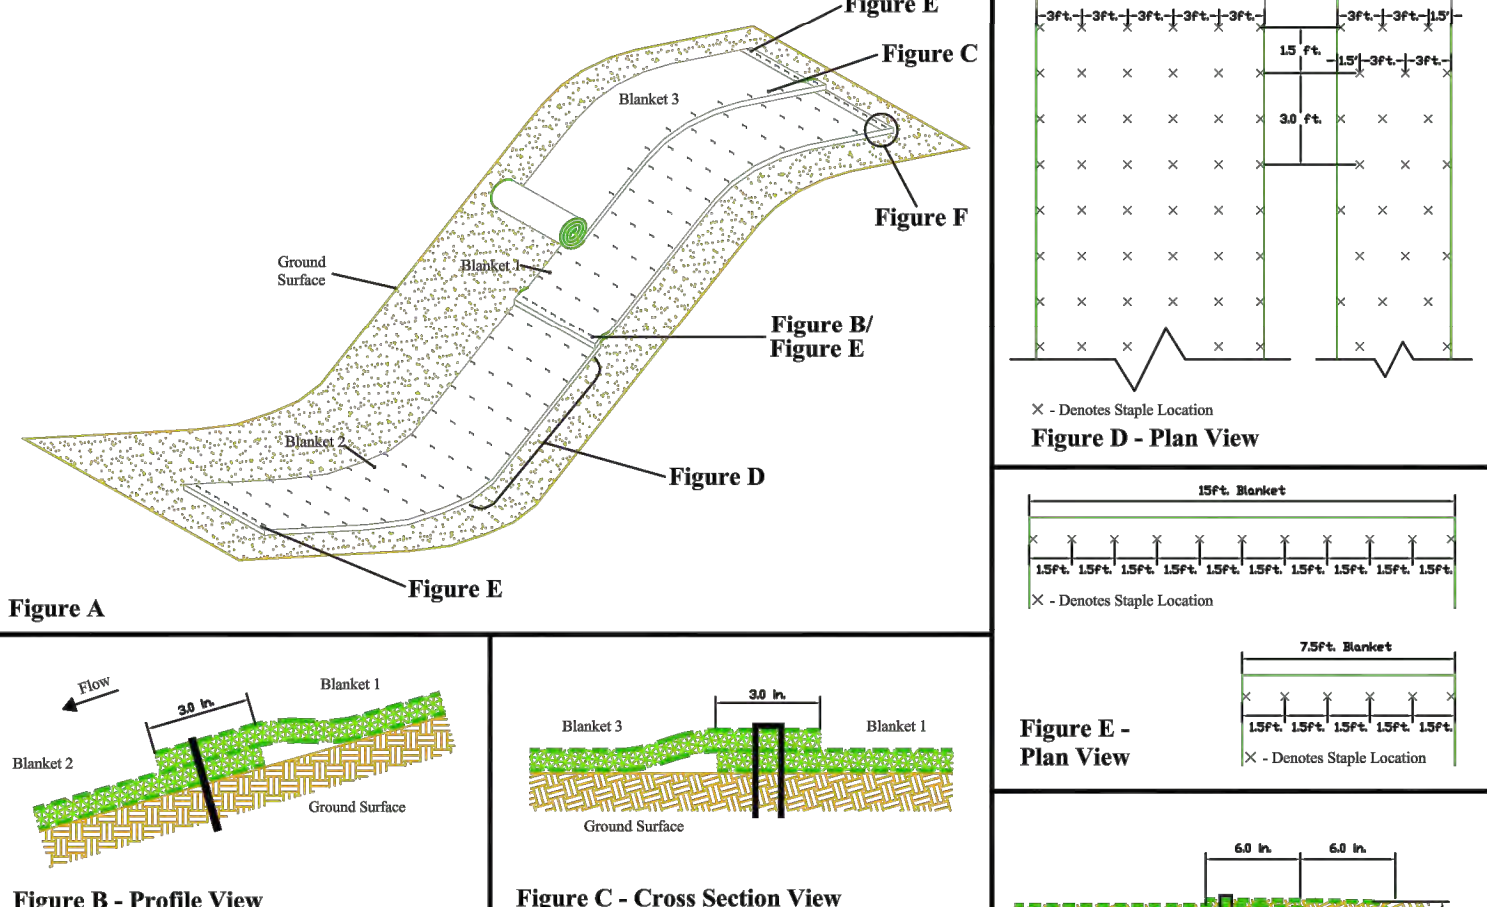 Figure E
Figure C
Blanket 3
Figure F
Ground
Surface
Blanket 1
Figure B/
Figure E
Blanket 2
Figure D
Figure E
Figure A
Flow
3.0 in.
Blanket 1
Blanket 2
Ground Surface
Figure B - Profile View
3.0 in.
Blanket 3
Blanket 1
Ground Surface
Figure C - Cross Section View
3ft. 3ft. 3ft. 3ft. 3ft.
3ft. 3ft. 1.5'
1.5 ft.
1.5' 3ft. 3ft.
3.0 ft.
X - Denotes Staple Location
Figure D - Plan View
15ft. Blanket
1.5ft. 1.5ft. 1.5ft. 1.5ft. 1.5ft. 1.5ft. 1.5ft. 1.5ft. 1.5ft. 1.5ft.
X - Denotes Staple Location
7.5ft. Blanket
1.5ft. 1.5ft. 1.5ft. 1.5ft. 1.5ft.
X - Denotes Staple Location
Figure E -
Plan View
6.0 in. 6.0 in.